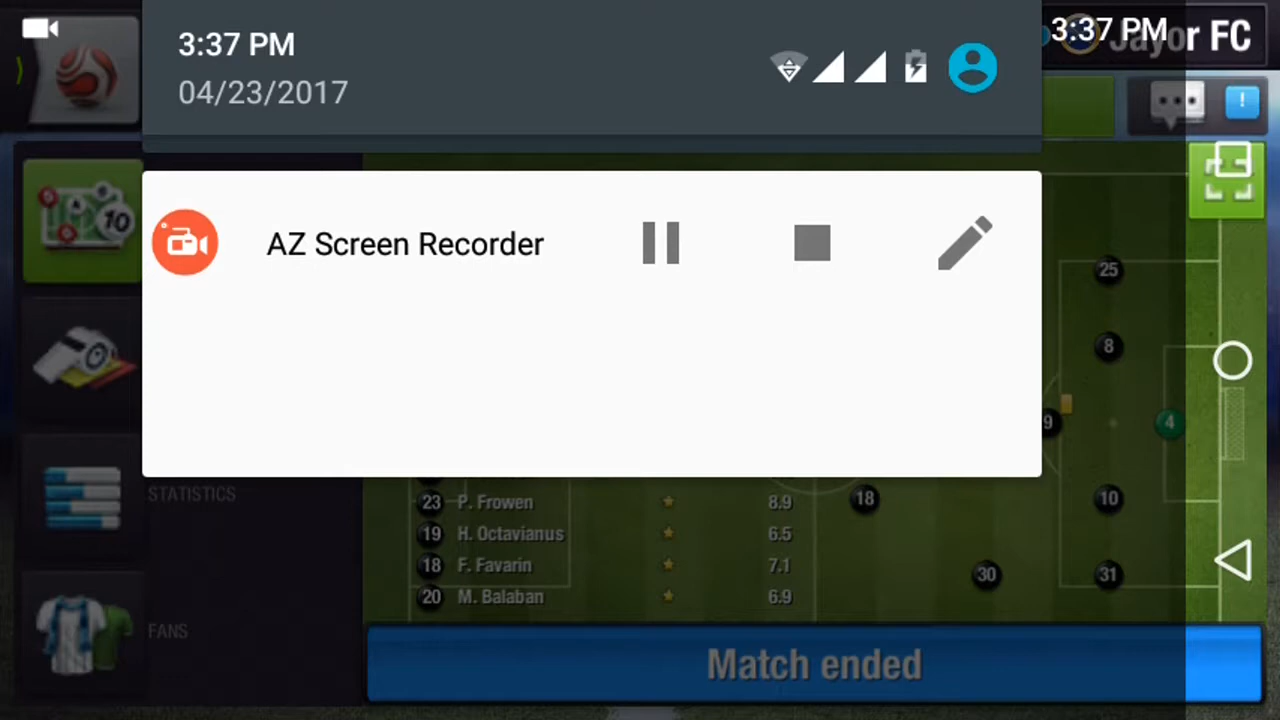 3:37 PM
04/23/2017
3:37 PM
Jayor FC
AZ Screen Recorder
10
25
8
9
4
18
10
30
31
STATISTICS
FANS
23 P. Frowen 8.9
19 H. Octavianus 6.5
18 F. Favarin 7.1
20 M. Balaban 6.9
Match ended